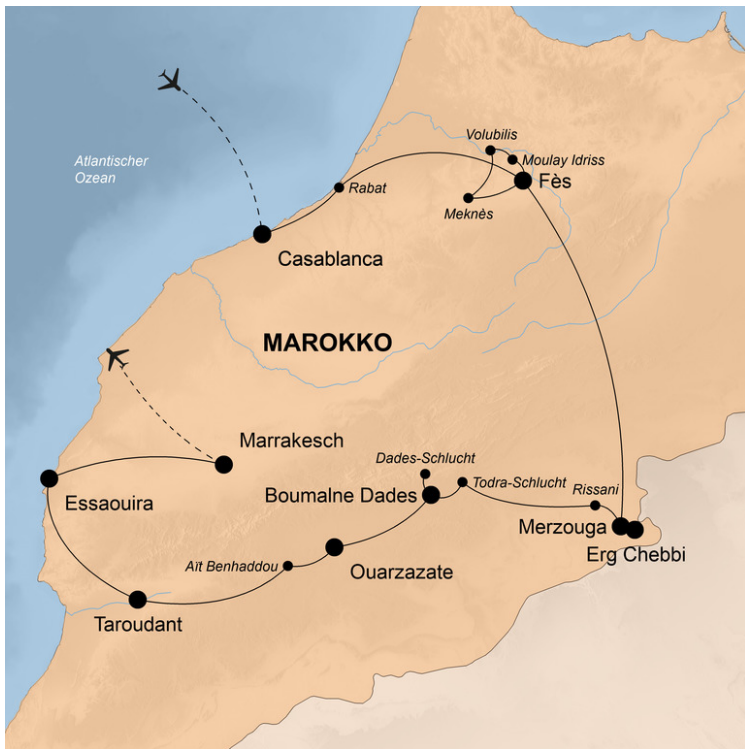 Volubilis
Atlantischer
Ozean
Moulay Idriss
Fès
Rabat
Meknès
Casablanca
MAROKKO
Marrakesch
Dades-Schlucht
Todra-Schlucht
Essaouira
Boumalne Dades
Rissani
Merzouga
Erg Chebbi
Aït Benhaddou
Ouarzazate
Taroudant